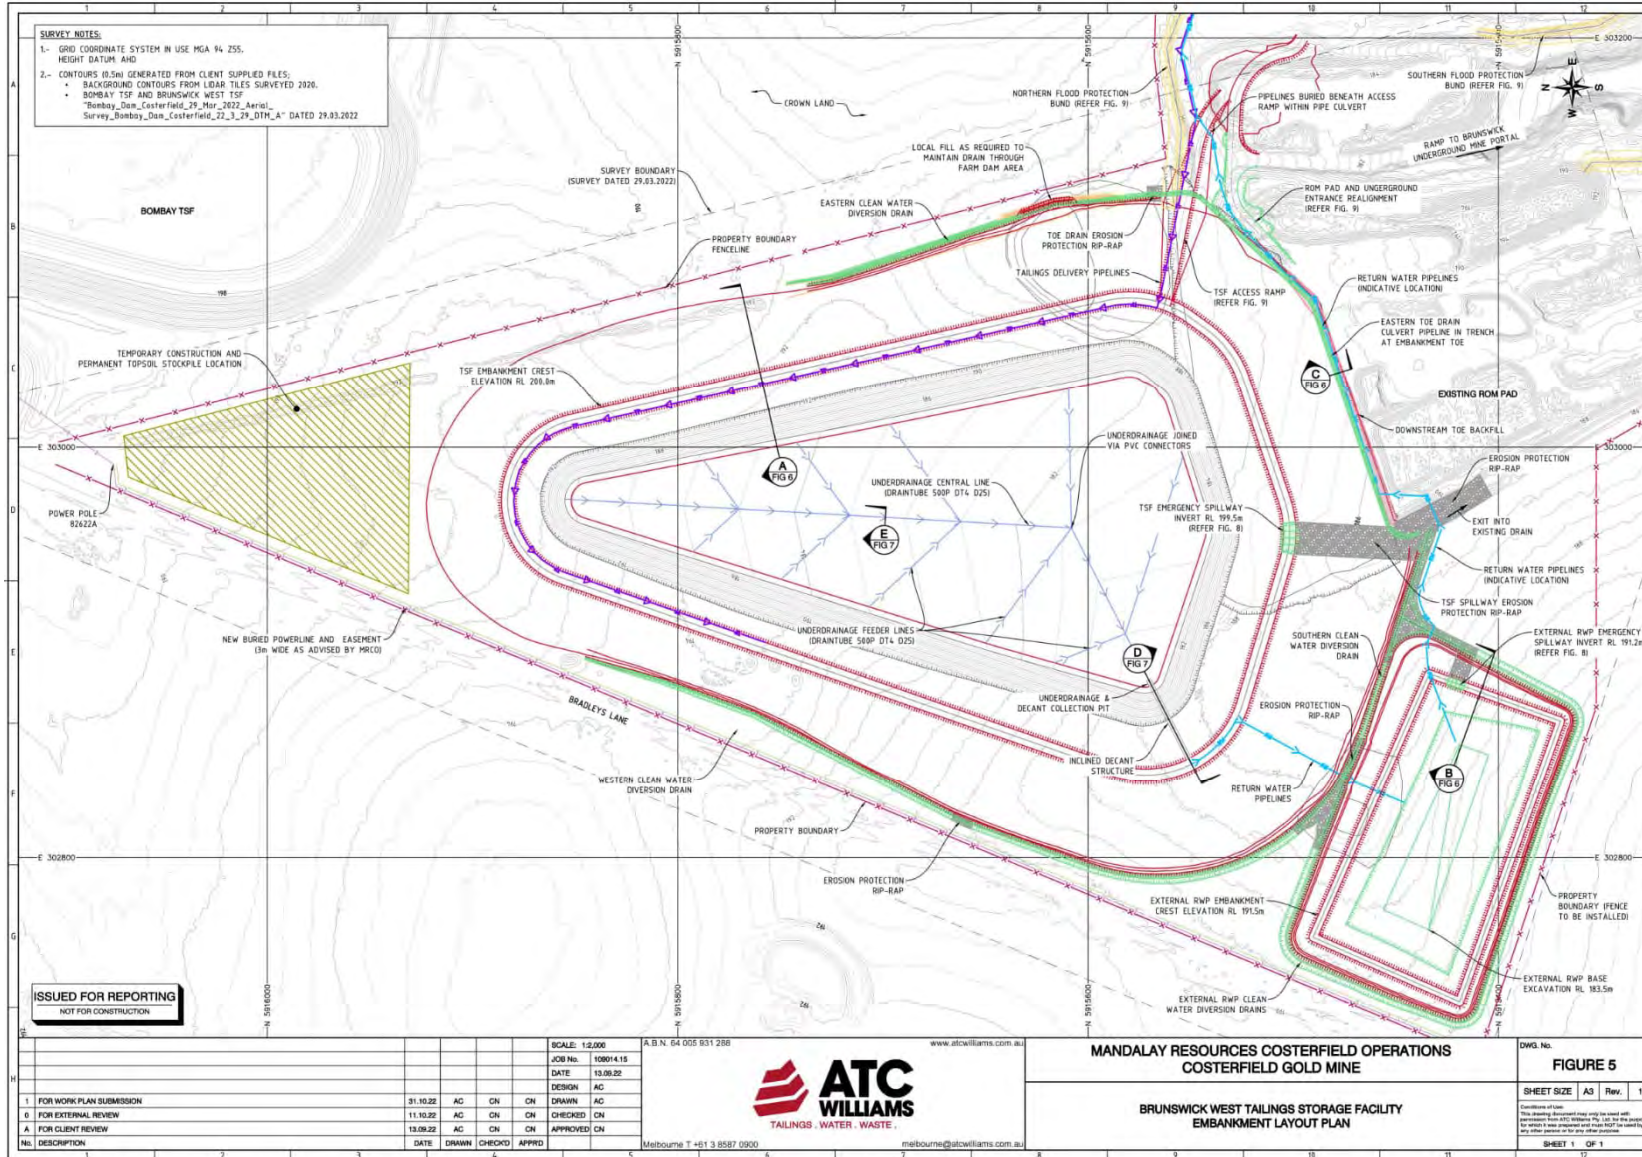 SURVEY NOTES:
1.- GRID COORDINATE SYSTEM IN USE MGA 94 Z55.
HEIGHT DATUM: AHD
2.- CONTOURS (0.5m) GENERATED FROM CLIENT SUPPLIED FILES;
• BACKGROUND CONTOURS FROM LIDAR TILES SURVEYED 2020.
• BOMBAY TSF AND BRUNSWICK WEST TSF
"Bombay_Dam_Costerfield_29_Mar_2022_Aerial_
Survey_Bombay_Dam_Costerfield_22_3_29_DTM_A" DATED 29.03.2022
BOMBAY TSF
CROWN LAND
SURVEY BOUNDARY
(SURVEY DATED 29.03.2022)
PROPERTY BOUNDARY
FENCELINE
EASTERN CLEAN WATER
DIVERSION DRAIN
LOCAL FILL AS REQUIRED TO
MAINTAIN DRAIN THROUGH
FARM DAM AREA
NORTHERN FLOOD PROTECTION
BUND (REFER FIG. 9)
PIPELINES BURIED BENEATH ACCESS
RAMP WITHIN PIPE CULVERT
SOUTHERN FLOOD PROTECTION
BUND (REFER FIG. 9)
RAMP TO BRUNSWICK
UNDERGROUND MINE PORTAL
ROM PAD AND UNGERGROUND
ENTRANCE REALIGNMENT
(REFER FIG. 9)
TOE DRAIN EROSION
PROTECTION RIP-RAP
TAILINGS DELIVERY PIPELINES
TSF ACCESS RAMP
(REFER FIG. 9)
RETURN WATER PIPELINES
(INDICATIVE LOCATION)
EASTERN TOE DRAIN
CULVERT PIPELINE IN TRENCH
AT EMBANKMENT TOE
C
FIG 6
EXISTING ROM PAD
DOWNSTREAM TOE BACKFILL
TEMPORARY CONSTRUCTION AND
PERMANENT TOPSOIL STOCKPILE LOCATION
TSF EMBANKMENT CREST
ELEVATION RL 200.0m
A
FIG 6
UNDERDRAINAGE JOINED
VIA PVC CONNECTORS
UNDERDRAINAGE CENTRAL LINE
(DRAINTUBE 500P DT4 D25)
E
FIG 7
TSF EMERGENCY SPILLWAY
INVERT RL 199.5m
(REFER FIG. 8)
EROSION PROTECTION
RIP-RAP
EXIT INTO
EXISTING DRAIN
RETURN WATER PIPELINES
(INDICATIVE LOCATION)
TSF SPILLWAY EROSION
PROTECTION RIP-RAP
POWER POLE
82622A
NEW BURIED POWERLINE AND EASEMENT
(3m WIDE AS ADVISED BY MRCO)
UNDERDRAINAGE FEEDER LINES
(DRAINTUBE 500P DT4 D25)
D
FIG 7
SOUTHERN CLEAN
WATER DIVERSION
DRAIN
EXTERNAL RWP EMERGENCY
SPILLWAY INVERT RL 191.2m
(REFER FIG. 8)
UNDERDRAINAGE &
DECANT COLLECTION PIT
EROSION PROTECTION
RIP-RAP
BRADLEYS LANE
WESTERN CLEAN WATER
DIVERSION DRAIN
INCLINED DECANT
STRUCTURE
RETURN WATER
PIPELINES
B
FIG 6
PROPERTY BOUNDARY
EROSION PROTECTION
RIP-RAP
EXTERNAL RWP EMBANKMENT
CREST ELEVATION RL 191.5m
PROPERTY
BOUNDARY (FENCE
TO BE INSTALLED)
EXTERNAL RWP CLEAN
WATER DIVERSION DRAINS
EXTERNAL RWP BASE
EXCAVATION RL 183.5m
E 303200
E 303000
E 303000
E 302800
E 302800
N 5916000
N 5915800
N 5915800
N 5915600
N 5915600
N 5915400
N
E
S
W
ISSUED FOR REPORTING
NOT FOR CONSTRUCTION
1 FOR WORK PLAN SUBMISSION 31.10.22 AC CN CN
0 FOR EXTERNAL REVIEW 11.10.22 AC CN CN
A FOR CLIENT REVIEW 13.09.22 AC CN CN
No. DESCRIPTION DATE DRAWN CHECK'D APPR'D
SCALE: 1:2,000
JOB No. 109014.15
DATE 13.09.22
DESIGN AC
DRAWN AC
CHECKED CN
APPROVED CN
A.B.N. 64 005 931 288
www.atcwilliams.com.au
ATC
WILLIAMS
TAILINGS . WATER . WASTE .
Melbourne T +61 3 8587 0900
melbourne@atcwilliams.com.au
MANDALAY RESOURCES COSTERFIELD OPERATIONS
COSTERFIELD GOLD MINE
BRUNSWICK WEST TAILINGS STORAGE FACILITY
EMBANKMENT LAYOUT PLAN
DWG. No.
FIGURE 5
SHEET SIZE A3 Rev. 1
SHEET 1 OF 1